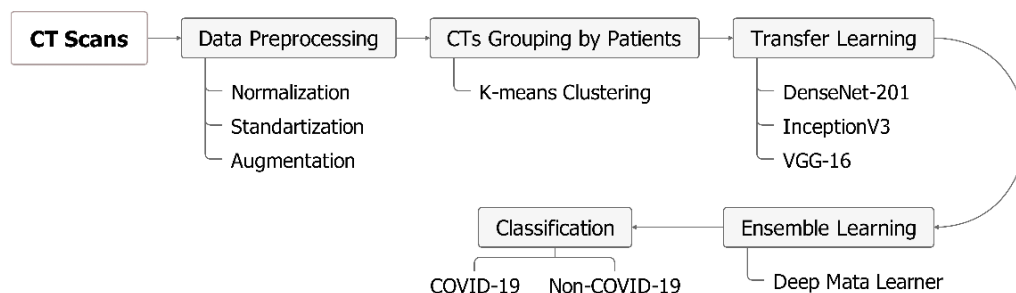 CT Scans
Data Preprocessing
Normalization
Standartization
Augmentation
CTs Grouping by Patients
K-means Clustering
Transfer Learning
DenseNet-201
InceptionV3
VGG-16
Ensemble Learning
Deep Mata Learner
Classification
COVID-19
Non-COVID-19